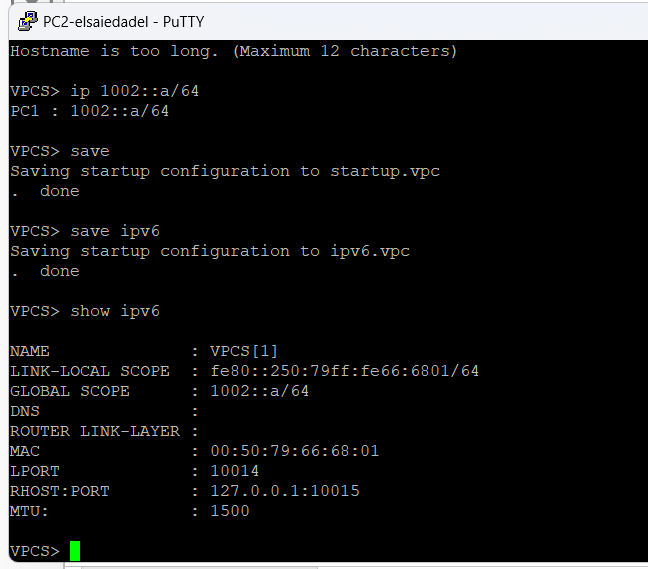 PC2-elsaiedadel - PuTTY
Hostname is too long. (Maximum 12 characters)
VPCS> ip 1002::a/64
PC1 : 1002::a/64
VPCS> save
Saving startup configuration to startup.vpc
.  done
VPCS> save ipv6
Saving startup configuration to ipv6.vpc
.  done
VPCS> show ipv6
NAME              : VPCS[1]
LINK-LOCAL SCOPE  : fe80::250:79ff:fe66:6801/64
GLOBAL SCOPE      : 1002::a/64
DNS               :
ROUTER LINK-LAYER :
MAC               : 00:50:79:66:68:01
LPORT             : 10014
RHOST:PORT        : 127.0.0.1:10015
MTU:              : 1500
VPCS>